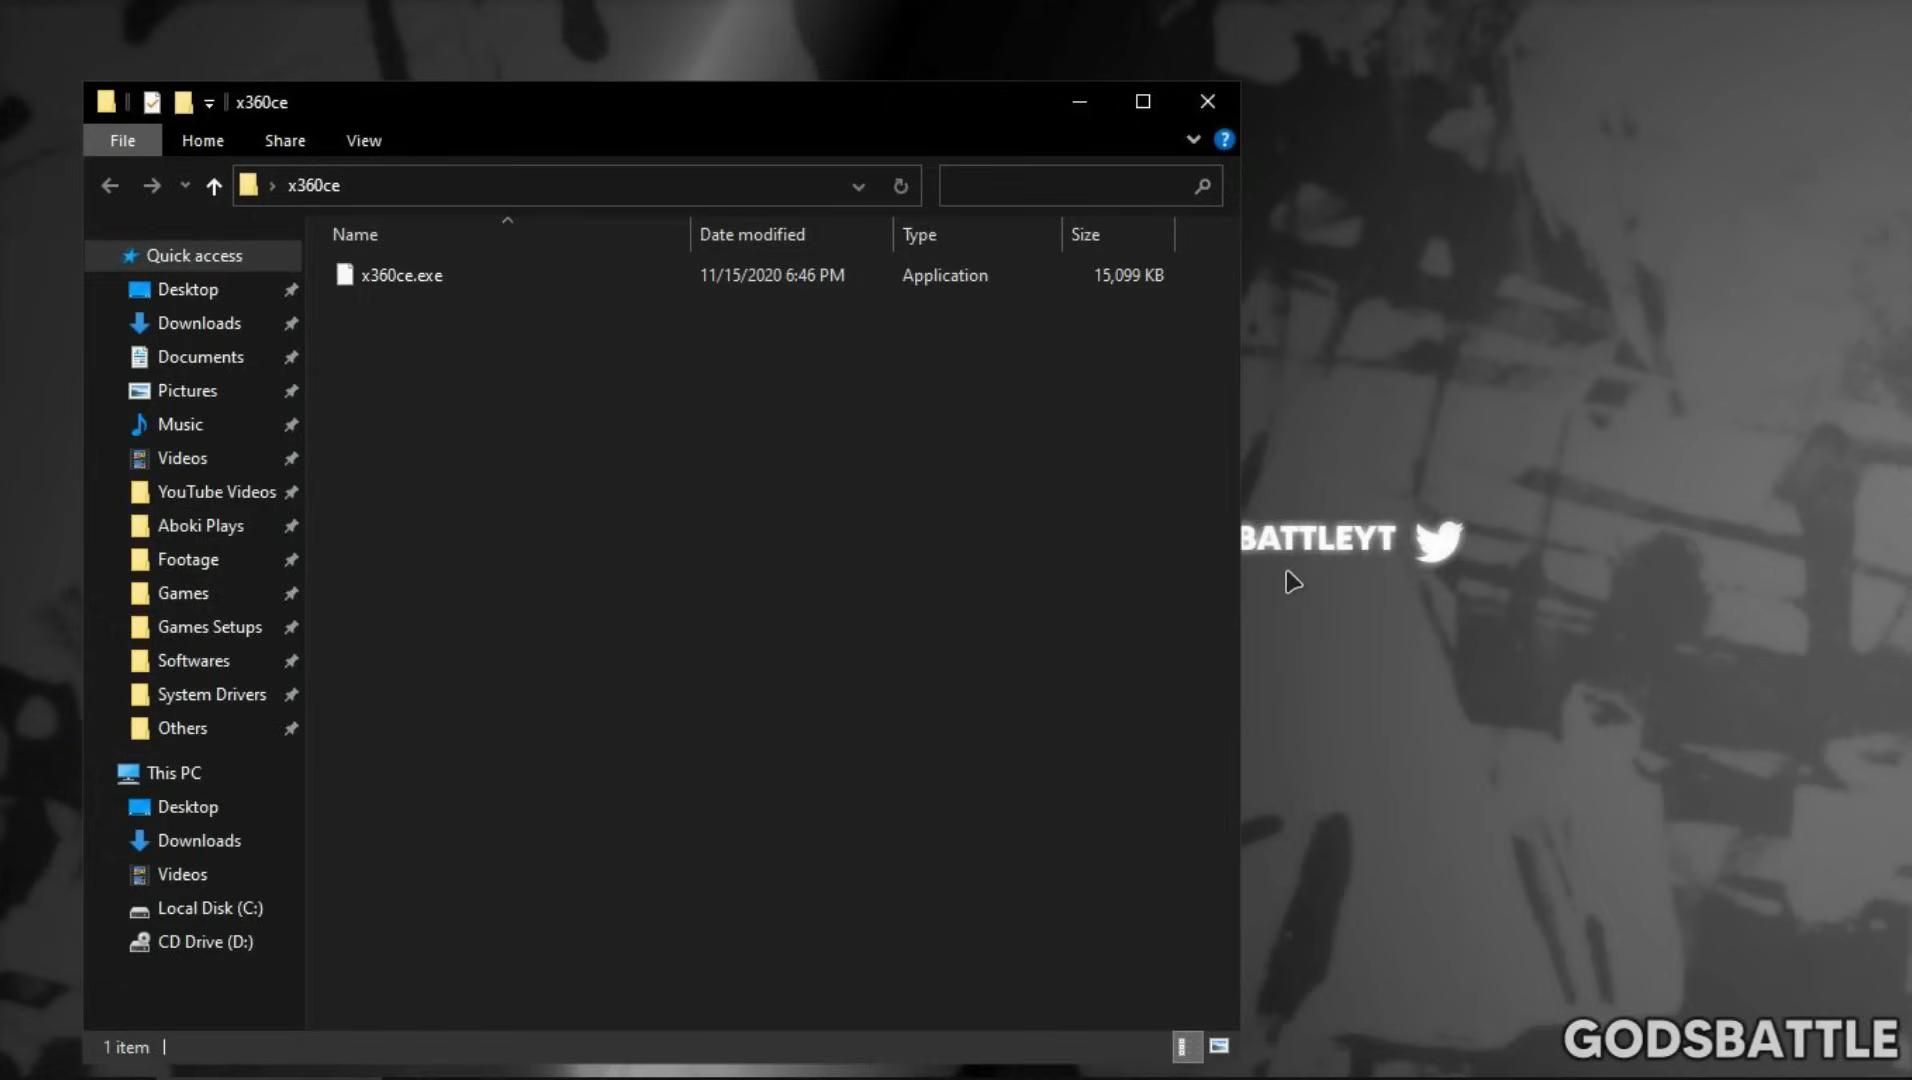 x360ce
File Home Share View
x360ce
Name Date modified Type Size
x360ce.exe 11/15/2020 6:46 PM Application 15,099 KB
Quick access
Desktop
Downloads
Documents
Pictures
Music
Videos
YouTube Videos
Aboki Plays
Footage
Games
Games Setups
Softwares
System Drivers
Others
This PC
Desktop
Downloads
Videos
Local Disk (C:)
CD Drive (D:)
1 item
BATTLEYT
GODSBATTLE